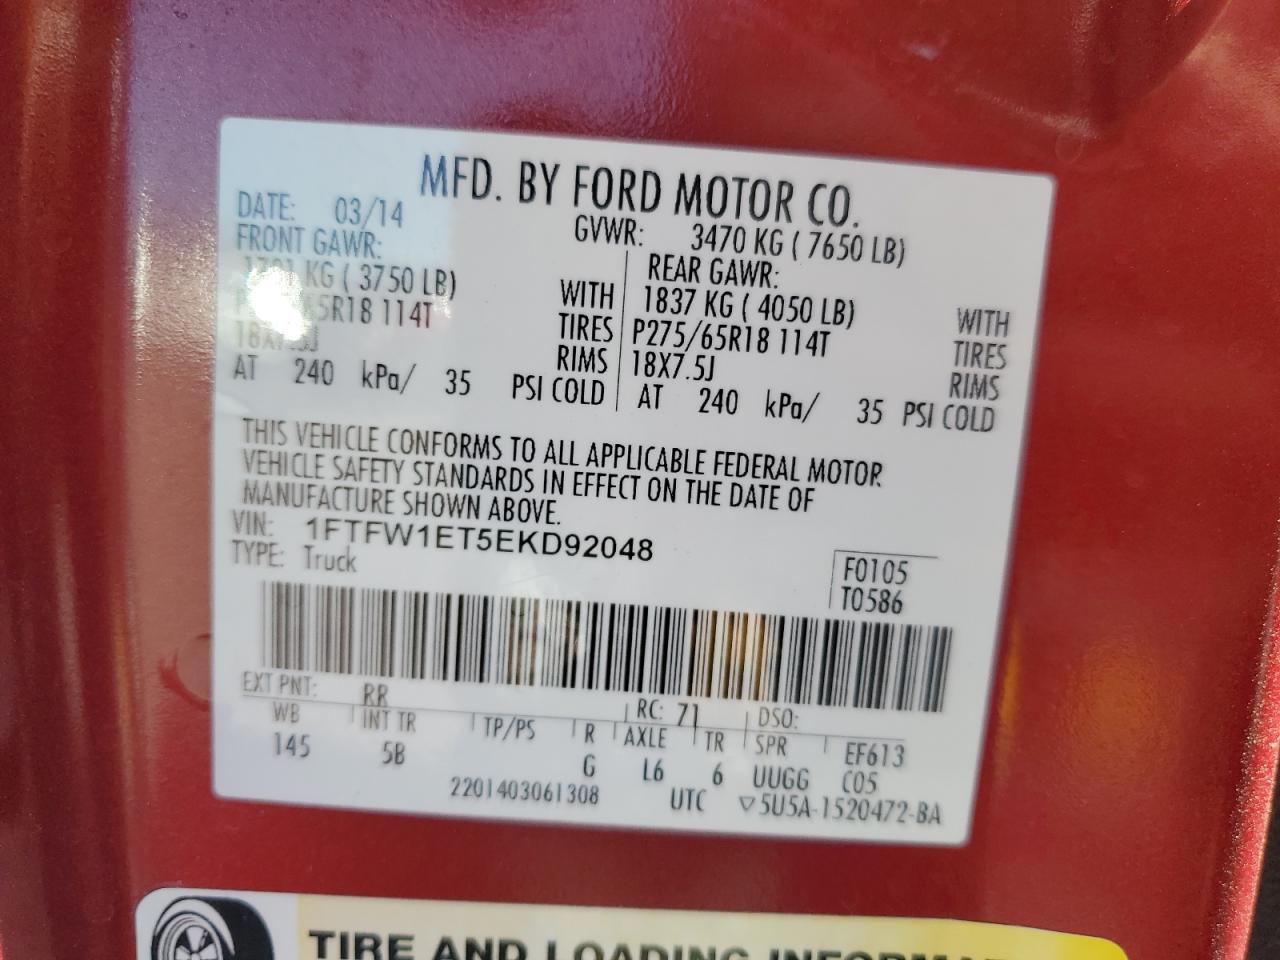 MFD. BY FORD MOTOR CO.
DATE: 03/14 GVWR: 3470 KG ( 7650 LB)
FRONT GAWR: REAR GAWR:
KG ( 3750 LB) WITH 1837 KG ( 4050 LB) WITH
114T TIRES P275/65R18 114T TIRES
RIMS 18X7.5J RIMS
AT 240 kPa/ 35 PSI COLD AT 240 kPa/ 35 PSI COLD
THIS VEHICLE CONFORMS TO ALL APPLICABLE FEDERAL MOTOR
VEHICLE SAFETY STANDARDS IN EFFECT ON THE DATE OF
MANUFACTURE SHOWN ABOVE.
VIN: 1FTFW1ET5EKD92048
TYPE: Truck
F0105
T0586
EXT PNT: RR RC: 71 DSO:
WB INT TR TP/PS R AXLE TR SPR EF613
145 5B G L6 6 UUGG C05
2201403061308 UTC ▽5U5A-1520472-BA
TIRE AND LOADING